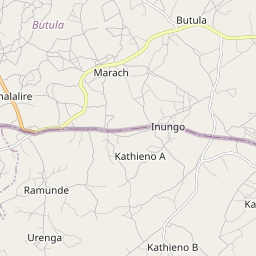 Butula
Butula
Marach
nalalire
Inungo
Kathieno A
Ramunde
Ka
Urenga
Kathieno B